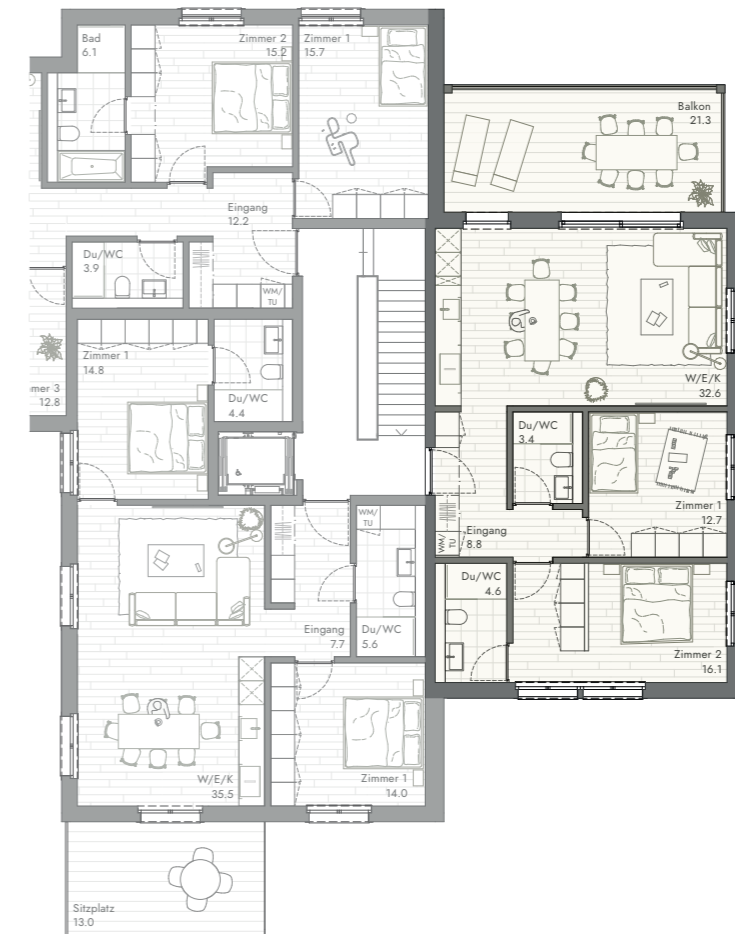 Bad
6.1
Zimmer 2
15.2
Zimmer 1
15.7
Balkon
21.3
Eingang
12.2
Du/WC
3.9
WM/
TU
Zimmer 1
14.8
mer 3
12.8
Du/WC
4.4
W/E/K
32.6
Du/WC
3.4
Zimmer 1
12.7
WM/
TU
Eingang
8.8
WM/
TU
Du/WC
4.6
Zimmer 2
16.1
Eingang
7.7
Du/WC
5.6
W/E/K
35.5
Zimmer 1
14.0
Sitzplatz
13.0